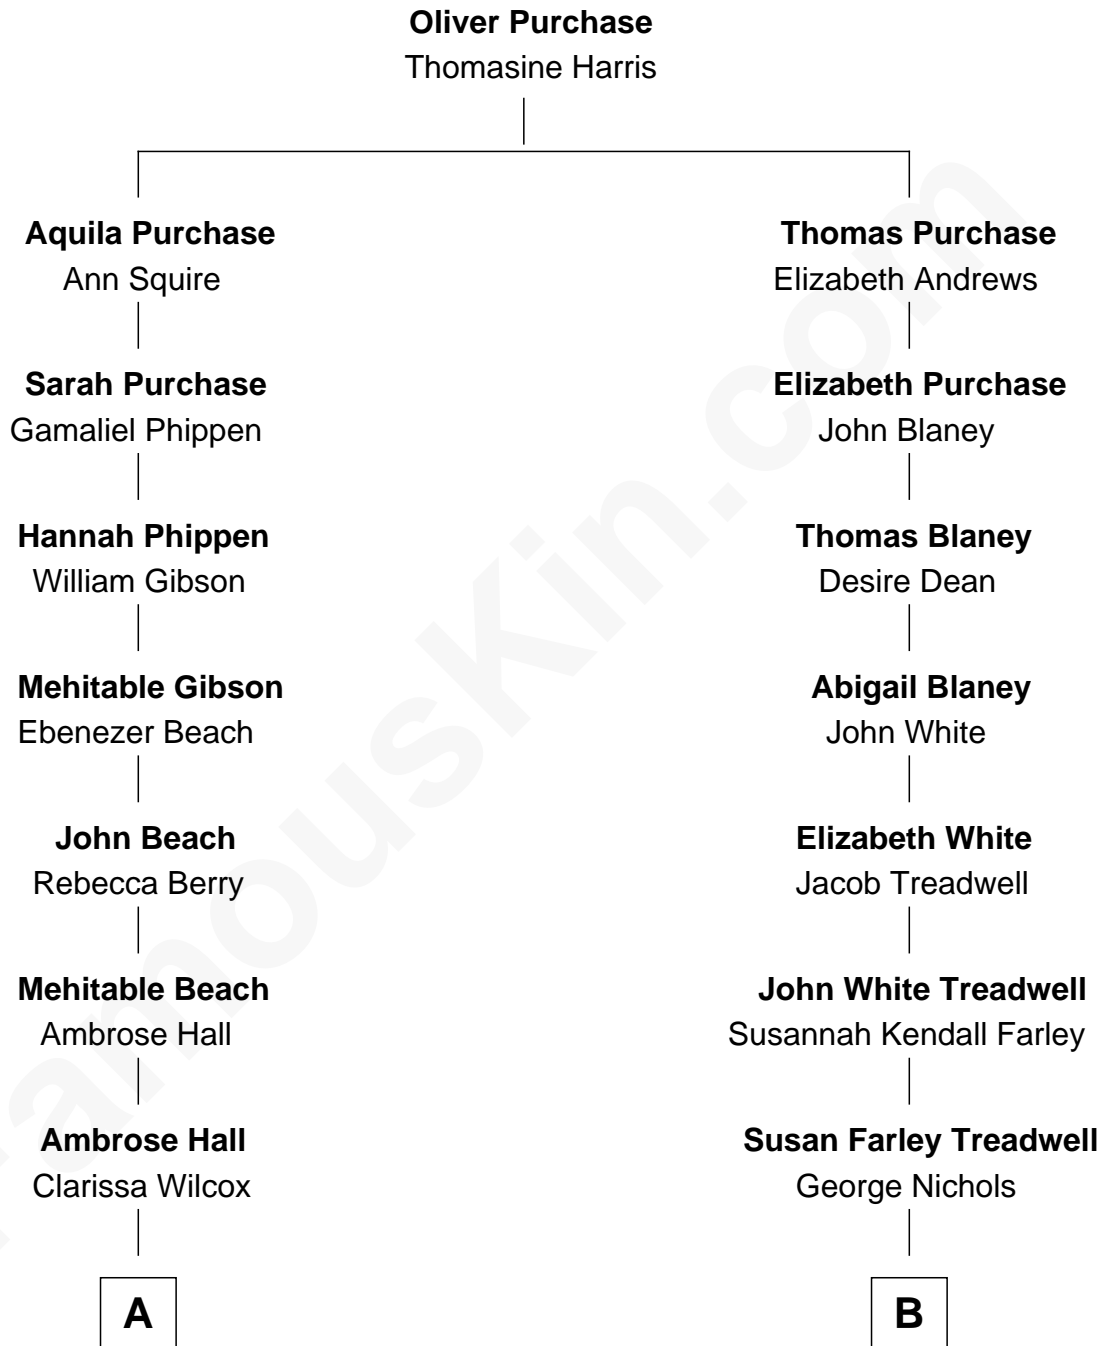 Oliver Purchase
Thomasine Harris
Aquila Purchase
Ann Squire
Thomas Purchase
Elizabeth Andrews
Sarah Purchase
Gamaliel Phippen
Elizabeth Purchase
John Blaney
Hannah Phippen
William Gibson
Thomas Blaney
Desire Dean
Mehitable Gibson
Ebenezer Beach
Abigail Blaney
John White
John Beach
Rebecca Berry
Elizabeth White
Jacob Treadwell
Mehitable Beach
Ambrose Hall
John White Treadwell
Susannah Kendall Farley
Ambrose Hall
Clarissa Wilcox
Susan Farley Treadwell
George Nichols
A
B
FamousKin.com